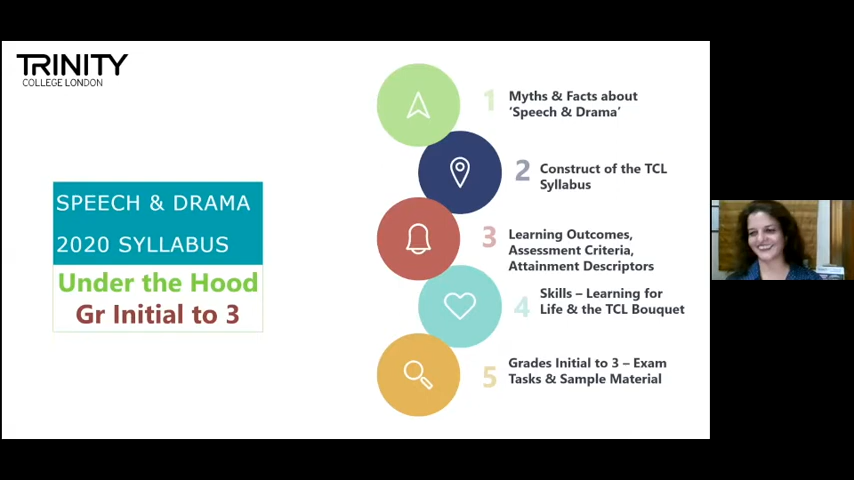 TRINITY
COLLEGE LONDON
SPEECH & DRAMA
2020 SYLLABUS
Under the Hood
Gr Initial to 3
1
Myths & Facts about
‘Speech & Drama’
2
Construct of the TCL
Syllabus
3
Learning Outcomes,
Assessment Criteria,
Attainment Descriptors
4
Skills – Learning for
Life & the TCL Bouquet
5
Grades Initial to 3 – Exam
Tasks & Sample Material